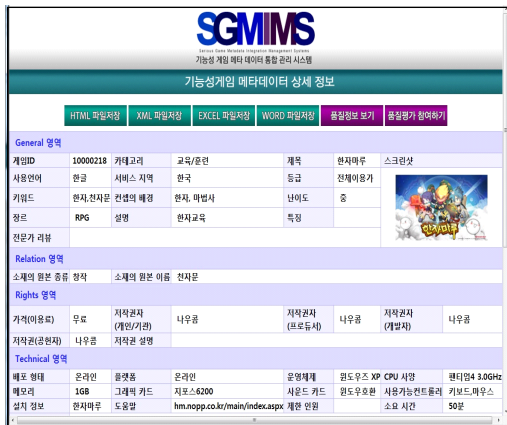 SGMIMS
Serious Game Metadata Integration Management Systems
기능성 게임 메타 데이터 통합 관리 시스템
기능성게임 메타데이터 상세 정보
HTML 파일저장 XML 파일저장 EXCEL 파일저장 WORD 파일저장 품질정보 보기 품질평가 참여하기
General 영역
게임ID 10000218 카테고리 교육/훈련 제목 한자마루 스크린샷
사용언어 한글 서비스 지역 한국 등급 전체이용가
키워드 한자,천자문 컨셉의 배경 한자, 마법사 난이도 중
장르 RPG 설명 한자교육 특징
한자마루
전문가 리뷰
Relation 영역
소재의 원본 종류 창작 소재의 원본 이름 천자문
Rights 영역
가격(이용료) 무료 저작권자 (개인/기관) 나우콤 저작권자 (프로듀서) 나우콤 저작권자 (개발자) 나우콤
저작권(공헌자) 나우콤 저작권 설명
Technical 영역
배포 형태 온라인 플랫폼 온라인 운영체제 윈도우즈 XP CPU 사양 펜티엄4 3.0GHz
메모리 1GB 그래픽 카드 지포스6200 사운드 카드 윈도우호환 사용가능컨트롤러 키보드,마우스
설치 정보 한자마루 도움말 hm.nopp.co.kr/main/index.aspx 제한 인원 소요 시간 50분